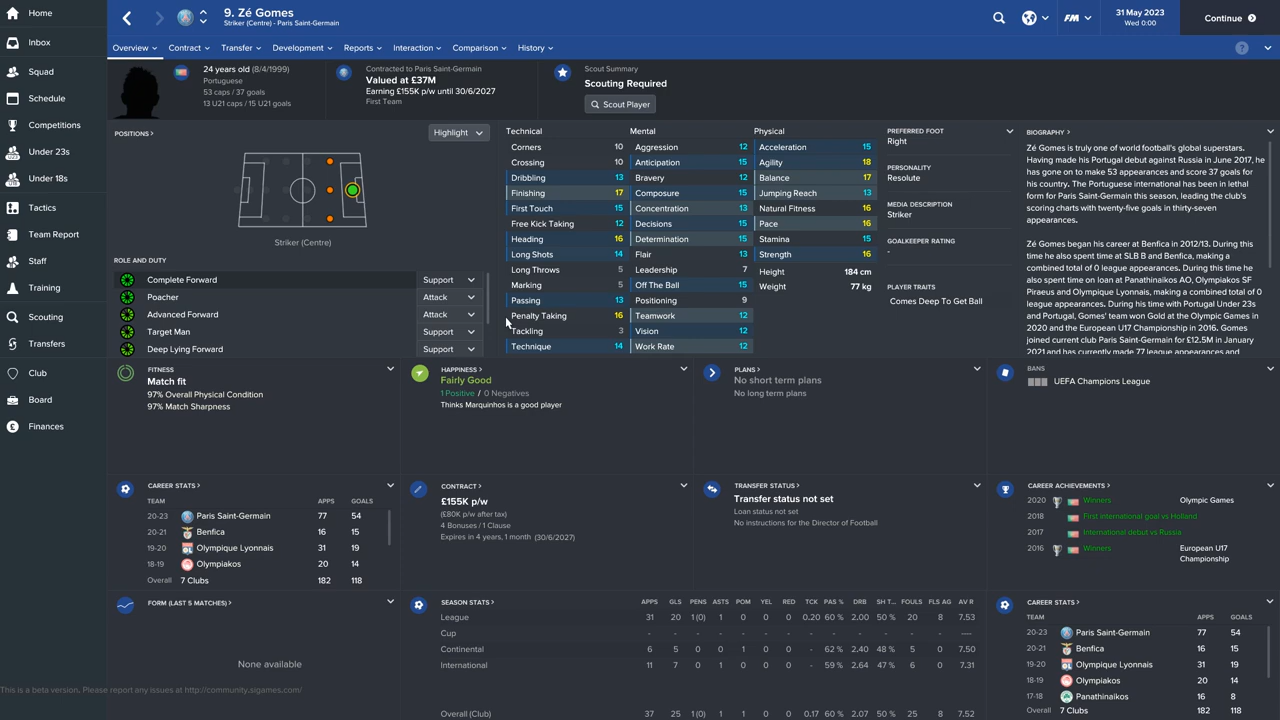 Home
Inbox
Squad
Schedule
Competitions
Under 23s
Under 18s
Tactics
Team Report
Staff
Training
Scouting
Transfers
Club
Board
Finances
9. Zé Gomes
Striker (Centre) - Paris Saint-Germain
FM
31 May 2023
Wed 0:00
Continue
Overview
Contract
Transfer
Development
Reports
Interaction
Comparison
History
?
24 years old (8/4/1999)
Portuguese
53 caps / 37 goals
13 U21 caps / 15 U21 goals
Contracted to Paris Saint-Germain
Valued at £37M
Earning £155K p/w until 30/6/2027
First Team
Scout Summary
Scouting Required
Scout Player
POSITIONS >
Highlight
Striker (Centre)
ROLE AND DUTY
Complete Forward Support
Poacher Attack
Advanced Forward Attack
Target Man Support
Deep Lying Forward Support
Technical
Corners 10
Crossing 10
Dribbling 13
Finishing 17
First Touch 15
Free Kick Taking 12
Heading 16
Long Shots 14
Long Throws 5
Marking 5
Passing 13
Penalty Taking 16
Tackling 3
Technique 14
Mental
Aggression 12
Anticipation 15
Bravery 12
Composure 15
Concentration 13
Decisions 15
Determination 15
Flair 13
Leadership 7
Off The Ball 15
Positioning 9
Teamwork 12
Vision 12
Work Rate 12
Physical
Acceleration 15
Agility 18
Balance 17
Jumping Reach 13
Natural Fitness 16
Pace 16
Stamina 15
Strength 16
Height 184 cm
Weight 77 kg
PREFERRED FOOT
Right
PERSONALITY
Resolute
MEDIA DESCRIPTION
Striker
GOALKEEPER RATING
-
PLAYER TRAITS
Comes Deep To Get Ball
BIOGRAPHY >
Zé Gomes is truly one of world football's global superstars.
Having made his Portugal debut against Russia in June 2017, he
has gone on to make 53 appearances and score 37 goals for
his country. The Portuguese international has been in lethal
form for Paris Saint-Germain this season, leading the club's
scoring charts with twenty-five goals in thirty-seven
appearances.
Zé Gomes began his career at Benfica in 2012/13. During this
time he also spent time at SLB B and Benfica, making a
combined total of 0 league appearances. During this time he
also spent time on loan at Panathinaikos AO, Olympiakos SF
Piraeus and Olympique Lyonnais, making a combined total of 0
league appearances. During his time with Portugal Under 23s
and Portugal, Gomes' team won Gold at the Olympic Games in
2020 and the European U17 Championship in 2016. Gomes
joined current club Paris Saint-Germain for £12.5M in January
2021 and has currently made 77 league appearances and
FITNESS
Match fit
97% Overall Physical Condition
97% Match Sharpness
HAPPINESS >
Fairly Good
1 Positive / 0 Negatives
Thinks Marquinhos is a good player
PLANS >
No short term plans
No long term plans
BANS
UEFA Champions League
CAREER STATS >
TEAM APPS GOALS
20-23 Paris Saint-Germain 77 54
20-21 Benfica 16 15
19-20 Olympique Lyonnais 31 19
18-19 Olympiakos 20 14
Overall 7 Clubs 182 118
CONTRACT >
£155K p/w
(£80K p/w after tax)
4 Bonuses / 1 Clause
Expires in 4 years, 1 month (30/6/2027)
TRANSFER STATUS >
Transfer status not set
Loan status not set
No instructions for the Director of Football
CAREER ACHIEVEMENTS >
2020 Winners Olympic Games
2018 First international goal vs Holland
2017 International debut vs Russia
2016 Winners European U17
Championship
FORM (LAST 5 MATCHES) >
None available
This is a beta version. Please report any issues at http://community.sigames.com/
SEASON STATS > APPS GLS PENS ASTS POM YEL RED TCK PAS % DRB SH T... FOULS FLS AG AV R
League 31 20 1 (0) 1 0 0 0 0.20 60 % 2.00 50 % 20 8 7.53
Cup - - - - - - - - - - - - - ----
Continental 6 5 0 0 1 0 0 - 62 % 2.40 48 % 5 0 7.50
International 11 7 0 1 0 0 0 - 59 % 2.64 47 % 6 0 7.31
Overall (Club) 37 25 1 (0) 1 1 0 0 0.17 60 % 2.07 50 % 25 8 7.52
CAREER STATS >
TEAM APPS GOALS
20-23 Paris Saint-Germain 77 54
20-21 Benfica 16 15
19-20 Olympique Lyonnais 31 19
18-19 Olympiakos 20 14
17-18 Panathinaikos 16 8
Overall 7 Clubs 182 118